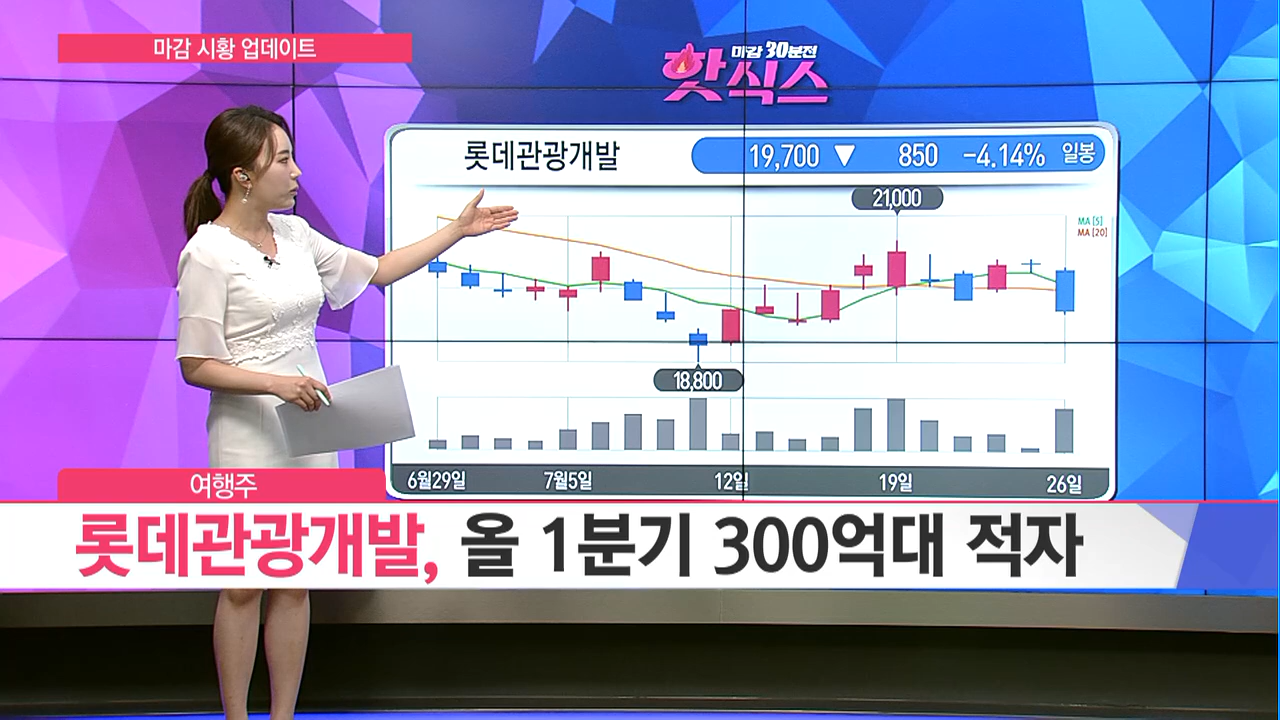 마감 시황 업데이트
마감 30분전
핫식스
롯데관광개발
19,700 ▼ 850 -4.14% 일봉
21,000
MA [5]
MA [20]
18,800
6월29일 7월5일 12일 19일 26일
여행주
롯데관광개발, 올 1분기 300억대 적자